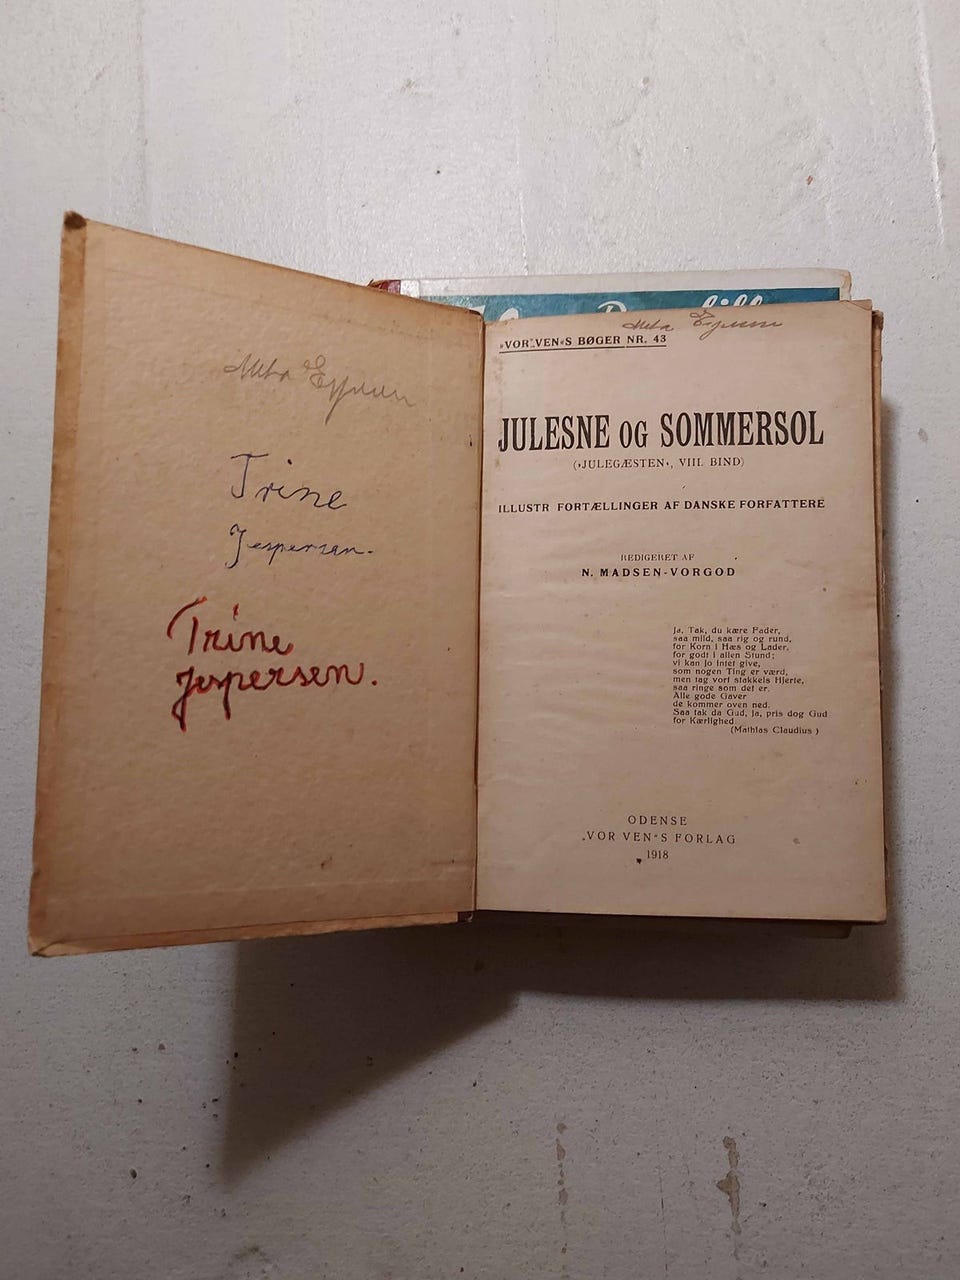 Trine
Jespersen.
Trine
Jespersen.
"VOR VEN"S BØGER NR. 43
JULESNE OG SOMMERSOL
(»JULEGÆSTEN«, VIII. BIND)
ILLUSTR FORTÆLLINGER AF DANSKE FORFATTERE
REDIGERET AF
N. MADSEN-VORGOD
Ja, Tak, du kære Fader,
saa mild, saa rig og rund,
for Korn i Hæs og Lader,
for godt i allen Stund;
vi kan jo intet give,
som nogen Ting er værd,
men tag vort stakkels Hjerte,
saa ringe som det er.
Alle gode Gaver
de kommer oven ned.
Saa tak da Gud, ja, pris dog Gud
for Kærlighed
(Mathias Claudius)
ODENSE
„VOR VEN"S FORLAG
1918